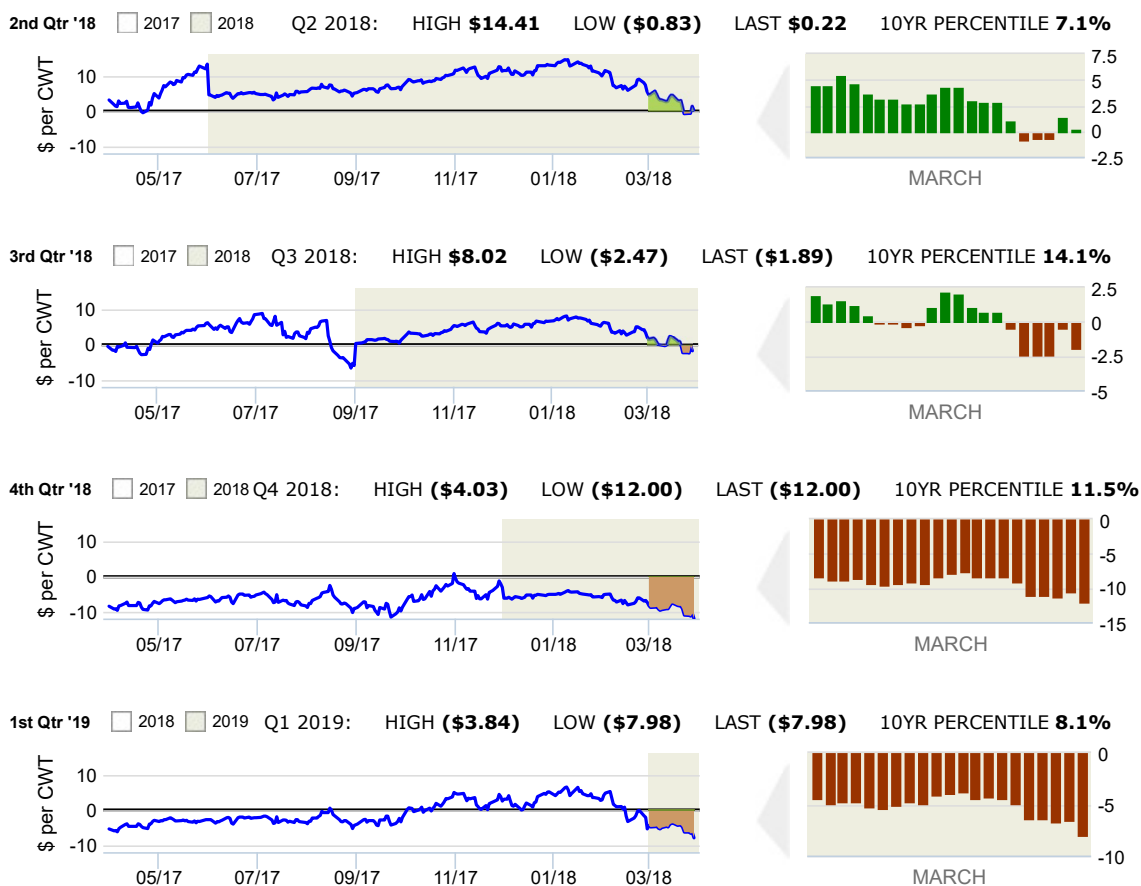 2nd Qtr '18 2017 2018 Q2 2018: HIGH $14.41 LOW ($0.83) LAST $0.22 10YR PERCENTILE 7.1%
$ per CWT
10
0
-10
05/17 07/17 09/17 11/17 01/18 03/18
7.5
5
2.5
0
-2.5
MARCH
3rd Qtr '18 2017 2018 Q3 2018: HIGH $8.02 LOW ($2.47) LAST ($1.89) 10YR PERCENTILE 14.1%
$ per CWT
10
0
-10
05/17 07/17 09/17 11/17 01/18 03/18
2.5
0
-2.5
-5
MARCH
4th Qtr '18 2017 2018 Q4 2018: HIGH ($4.03) LOW ($12.00) LAST ($12.00) 10YR PERCENTILE 11.5%
$ per CWT
10
0
-10
05/17 07/17 09/17 11/17 01/18 03/18
0
-5
-10
-15
MARCH
1st Qtr '19 2018 2019 Q1 2019: HIGH ($3.84) LOW ($7.98) LAST ($7.98) 10YR PERCENTILE 8.1%
$ per CWT
10
0
-10
05/17 07/17 09/17 11/17 01/18 03/18
0
-5
-10
MARCH